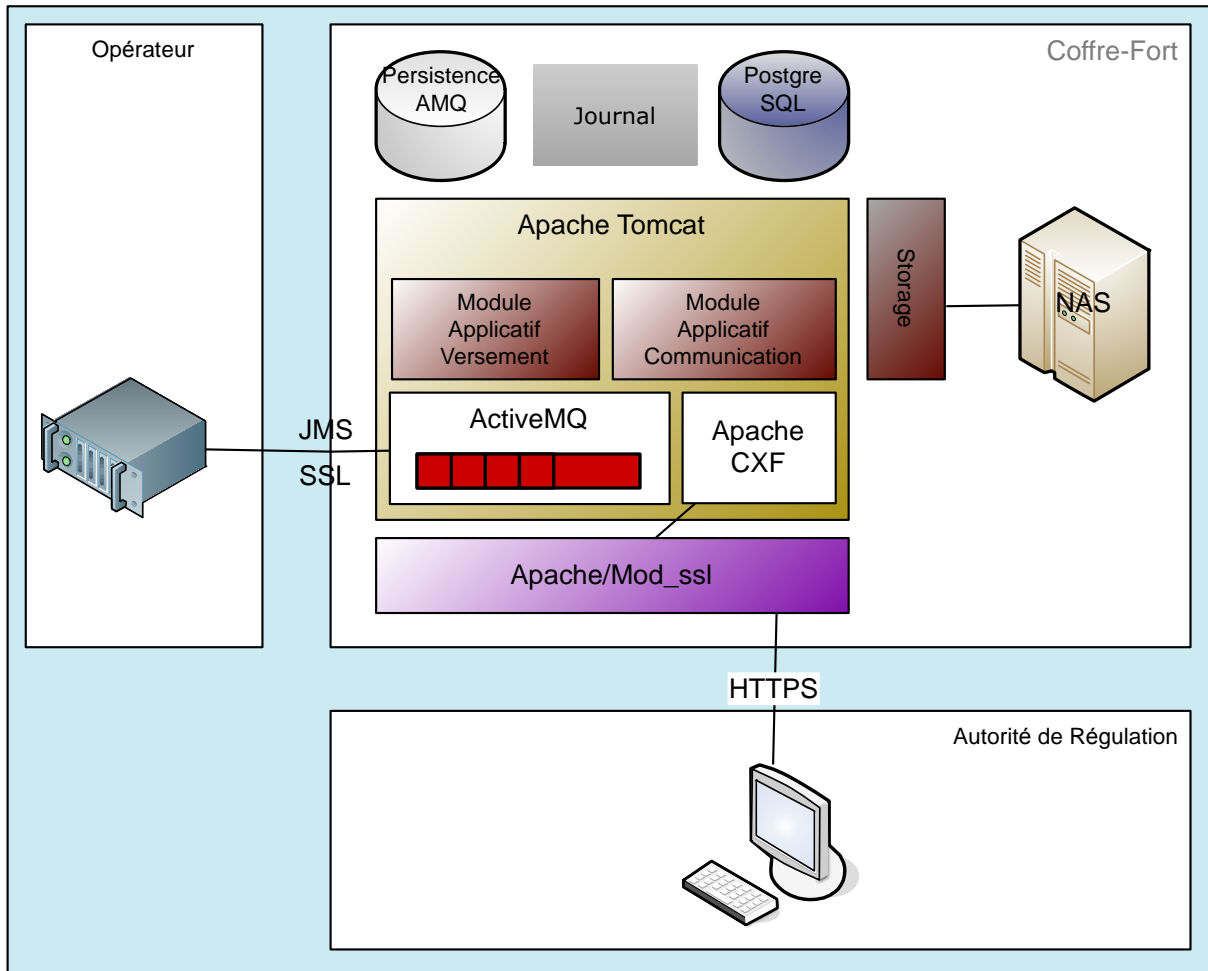 Opérateur
Coffre-Fort
Persistence
AMQ
Journal
Postgre
SQL
Apache Tomcat
Storage
NAS
Module
Applicatif
Versement
Module
Applicatif
Communication
JMS
SSL
ActiveMQ
Apache
CXF
Apache/Mod_ssl
HTTPS
Autorité de Régulation